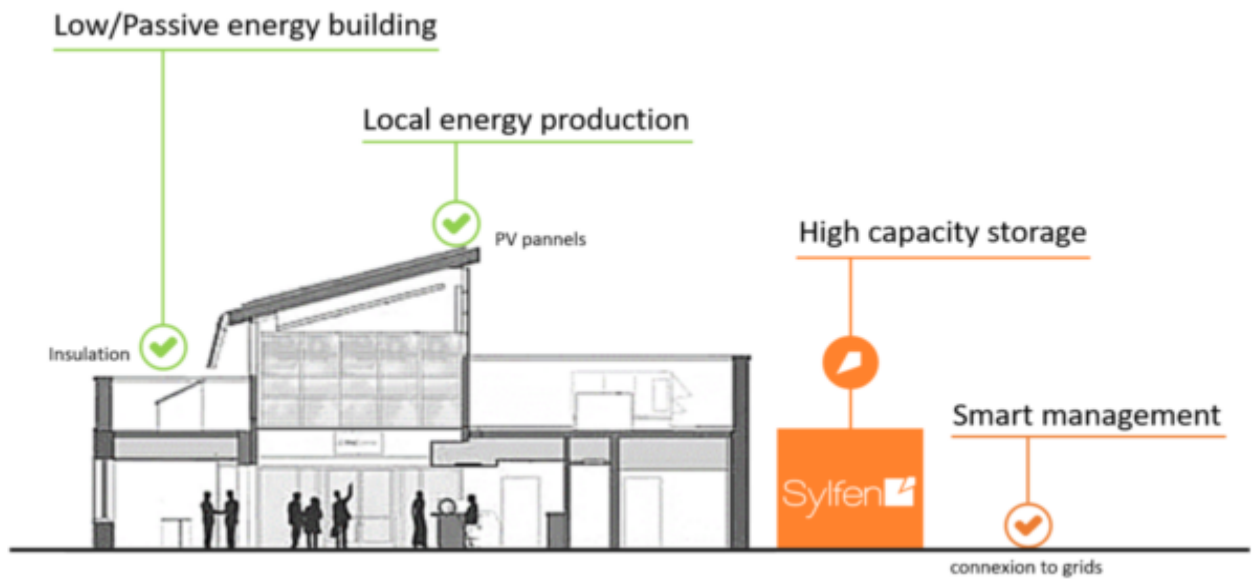 Low/Passive energy building
Local energy production
PV pannels
High capacity storage
Insulation
Smart management
Sylfen
connexion to grids